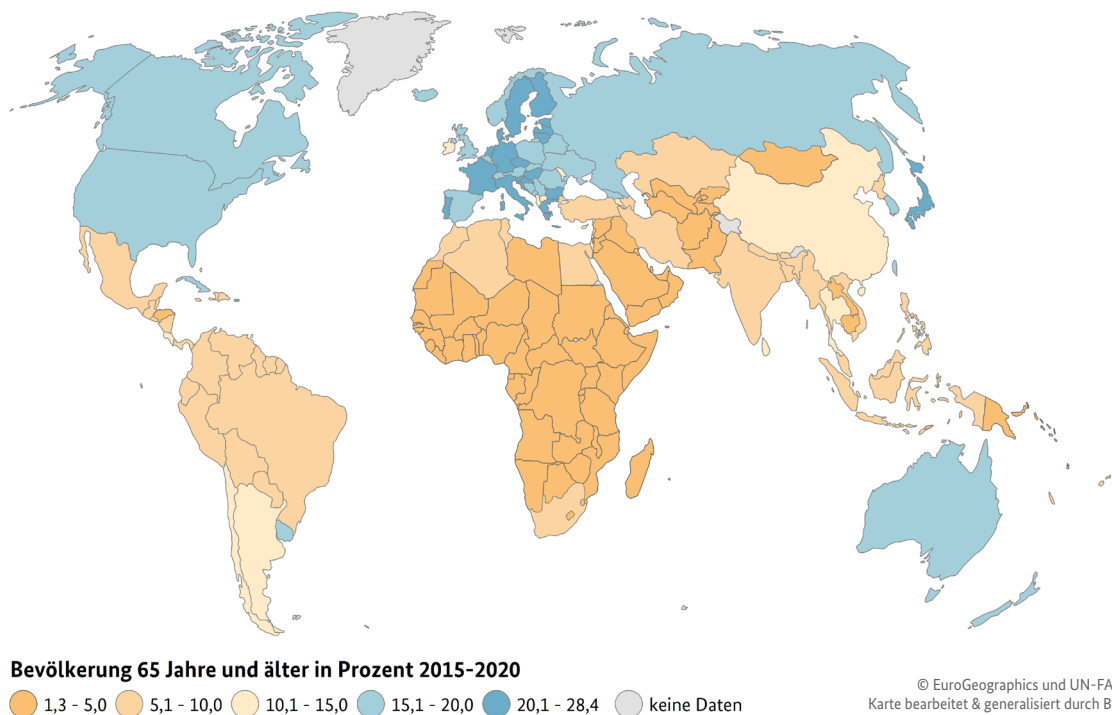 Bevölkerung 65 Jahre und älter in Prozent 2015-2020
1,3 - 5,0 5,1 - 10,0 10,1 - 15,0 15,1 - 20,0 20,1 - 28,4 keine Daten
© EuroGeographics und UN-FA
Karte bearbeitet & generalisiert durch B